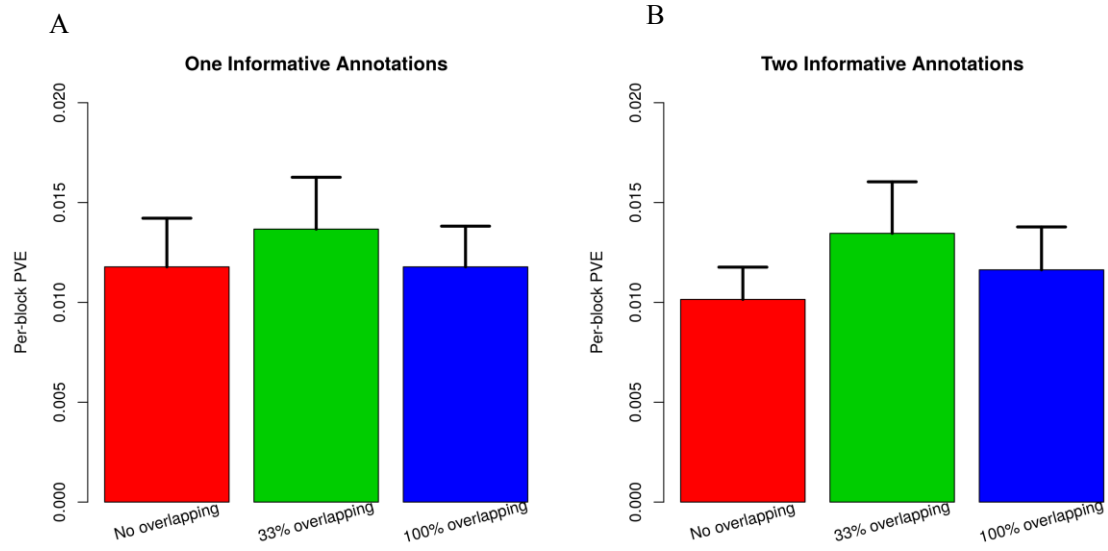 A
One Informative Annotations
Per-block PVE
0.020
0.015
0.010
0.005
0.000
No overlapping
33% overlapping
100% overlapping
B
Two Informative Annotations
Per-block PVE
0.020
0.015
0.010
0.005
0.000
No overlapping
33% overlapping
100% overlapping